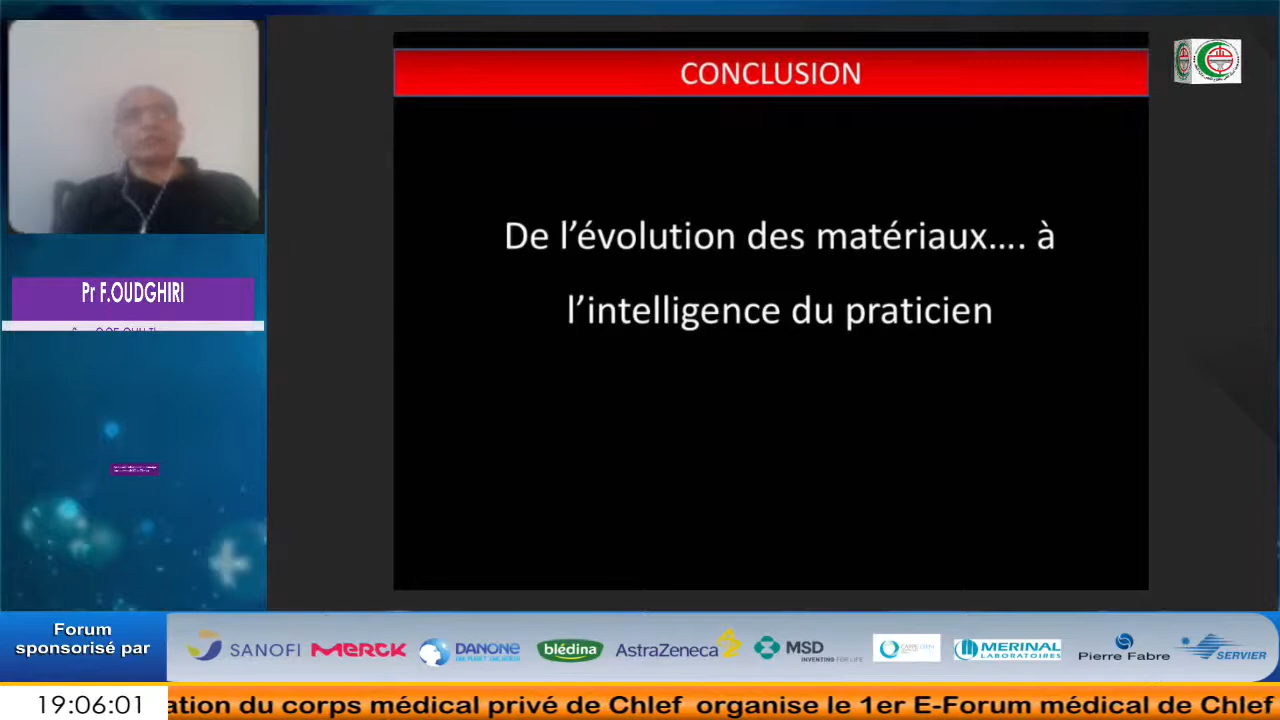 CONCLUSION
De l'évolution des matériaux…. à
l'intelligence du praticien
Pr F.OUDGHIRI
Forum
sponsorisé par
SANOFI
MERCK
DANONE
blédina
AstraZeneca
MSD
INVENTING FOR LIFE
MERINAL
LABORATOIRES
Pierre Fabre
SERVIER
19:06:01
ation du corps médical privé de Chlef organise le 1er E-Forum médical de Chlef